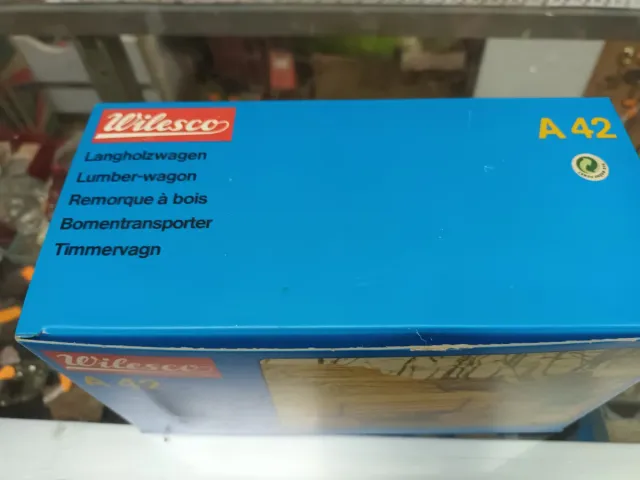 Wilesco
A 42
Langholzwagen
Lumber-wagon
Remorque à bois
Bomentransporter
Timmervagn
Wilesco
A 42